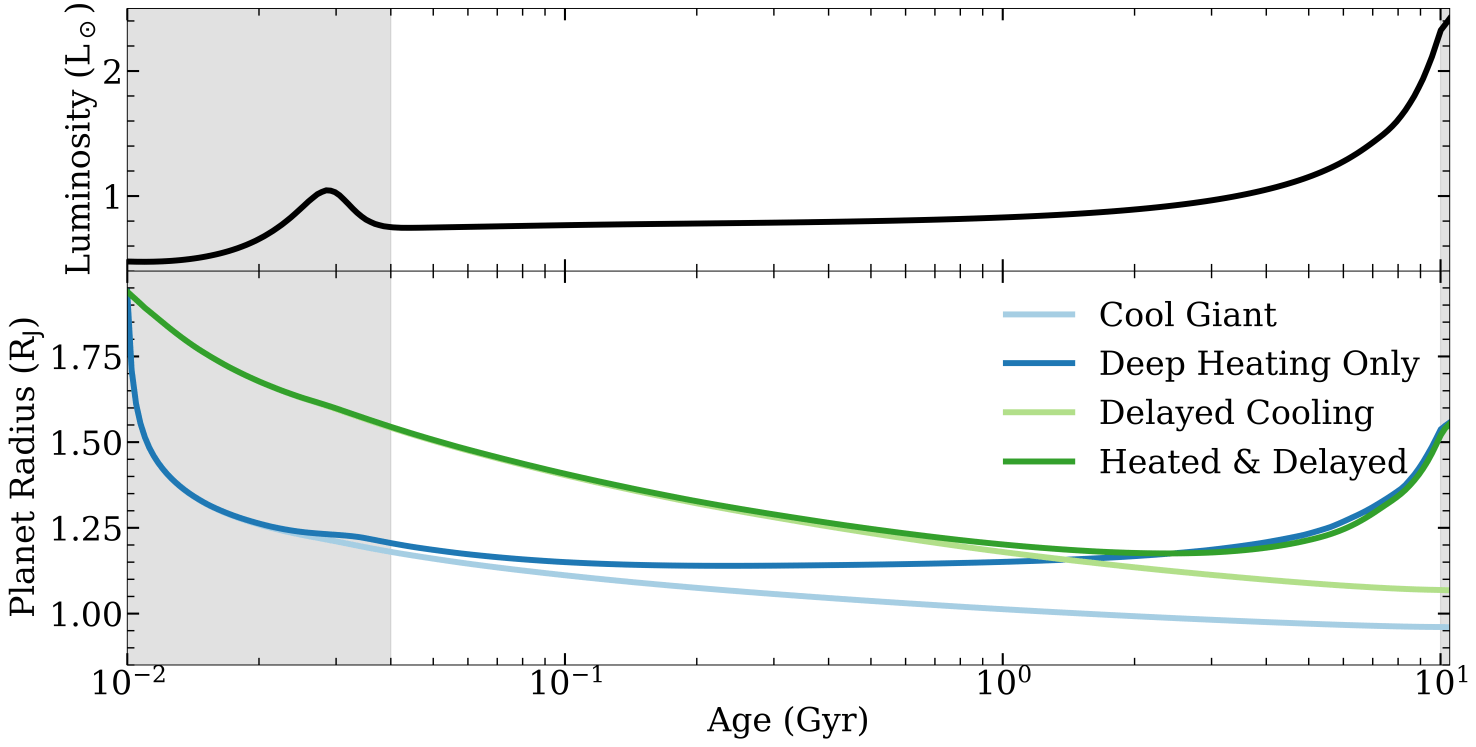 Luminosity (L⊙)
2
1
Planet Radius (RJ)
1.75
1.50
1.25
1.00
Cool Giant
Deep Heating Only
Delayed Cooling
Heated & Delayed
10⁻² 10⁻¹ 10⁰ 10¹
Age (Gyr)